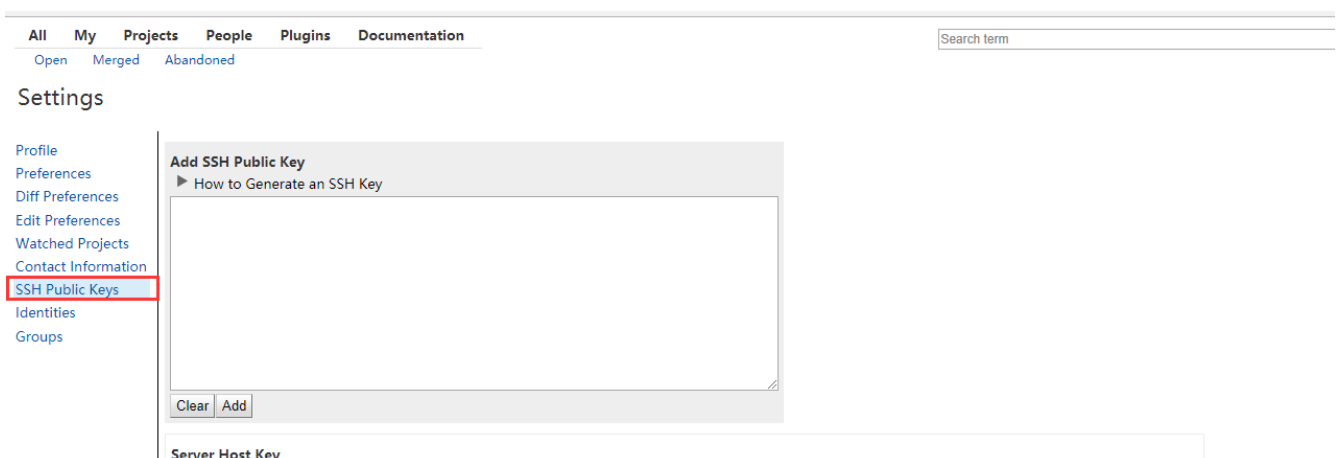 All My Projects People Plugins Documentation
Search term
Open Merged Abandoned
Settings
Profile
Preferences
Diff Preferences
Edit Preferences
Watched Projects
Contact Information
SSH Public Keys
Identities
Groups
Add SSH Public Key
How to Generate an SSH Key
Clear Add
Server Host Key